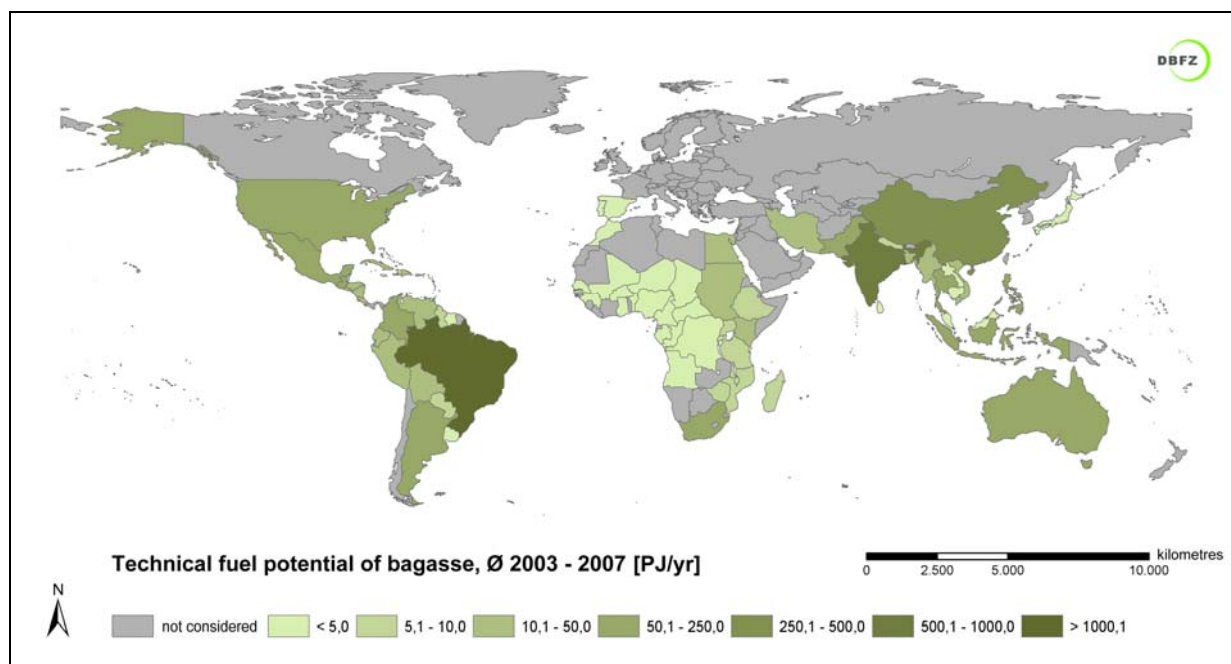 DBFZ
Technical fuel potential of bagasse, Ø 2003 - 2007 [PJ/yr]
kilometres
0 2.500 5.000 10.000
N
not considered < 5,0 5,1 - 10,0 10,1 - 50,0 50,1 - 250,0 250,1 - 500,0 500,1 - 1000,0 > 1000,1